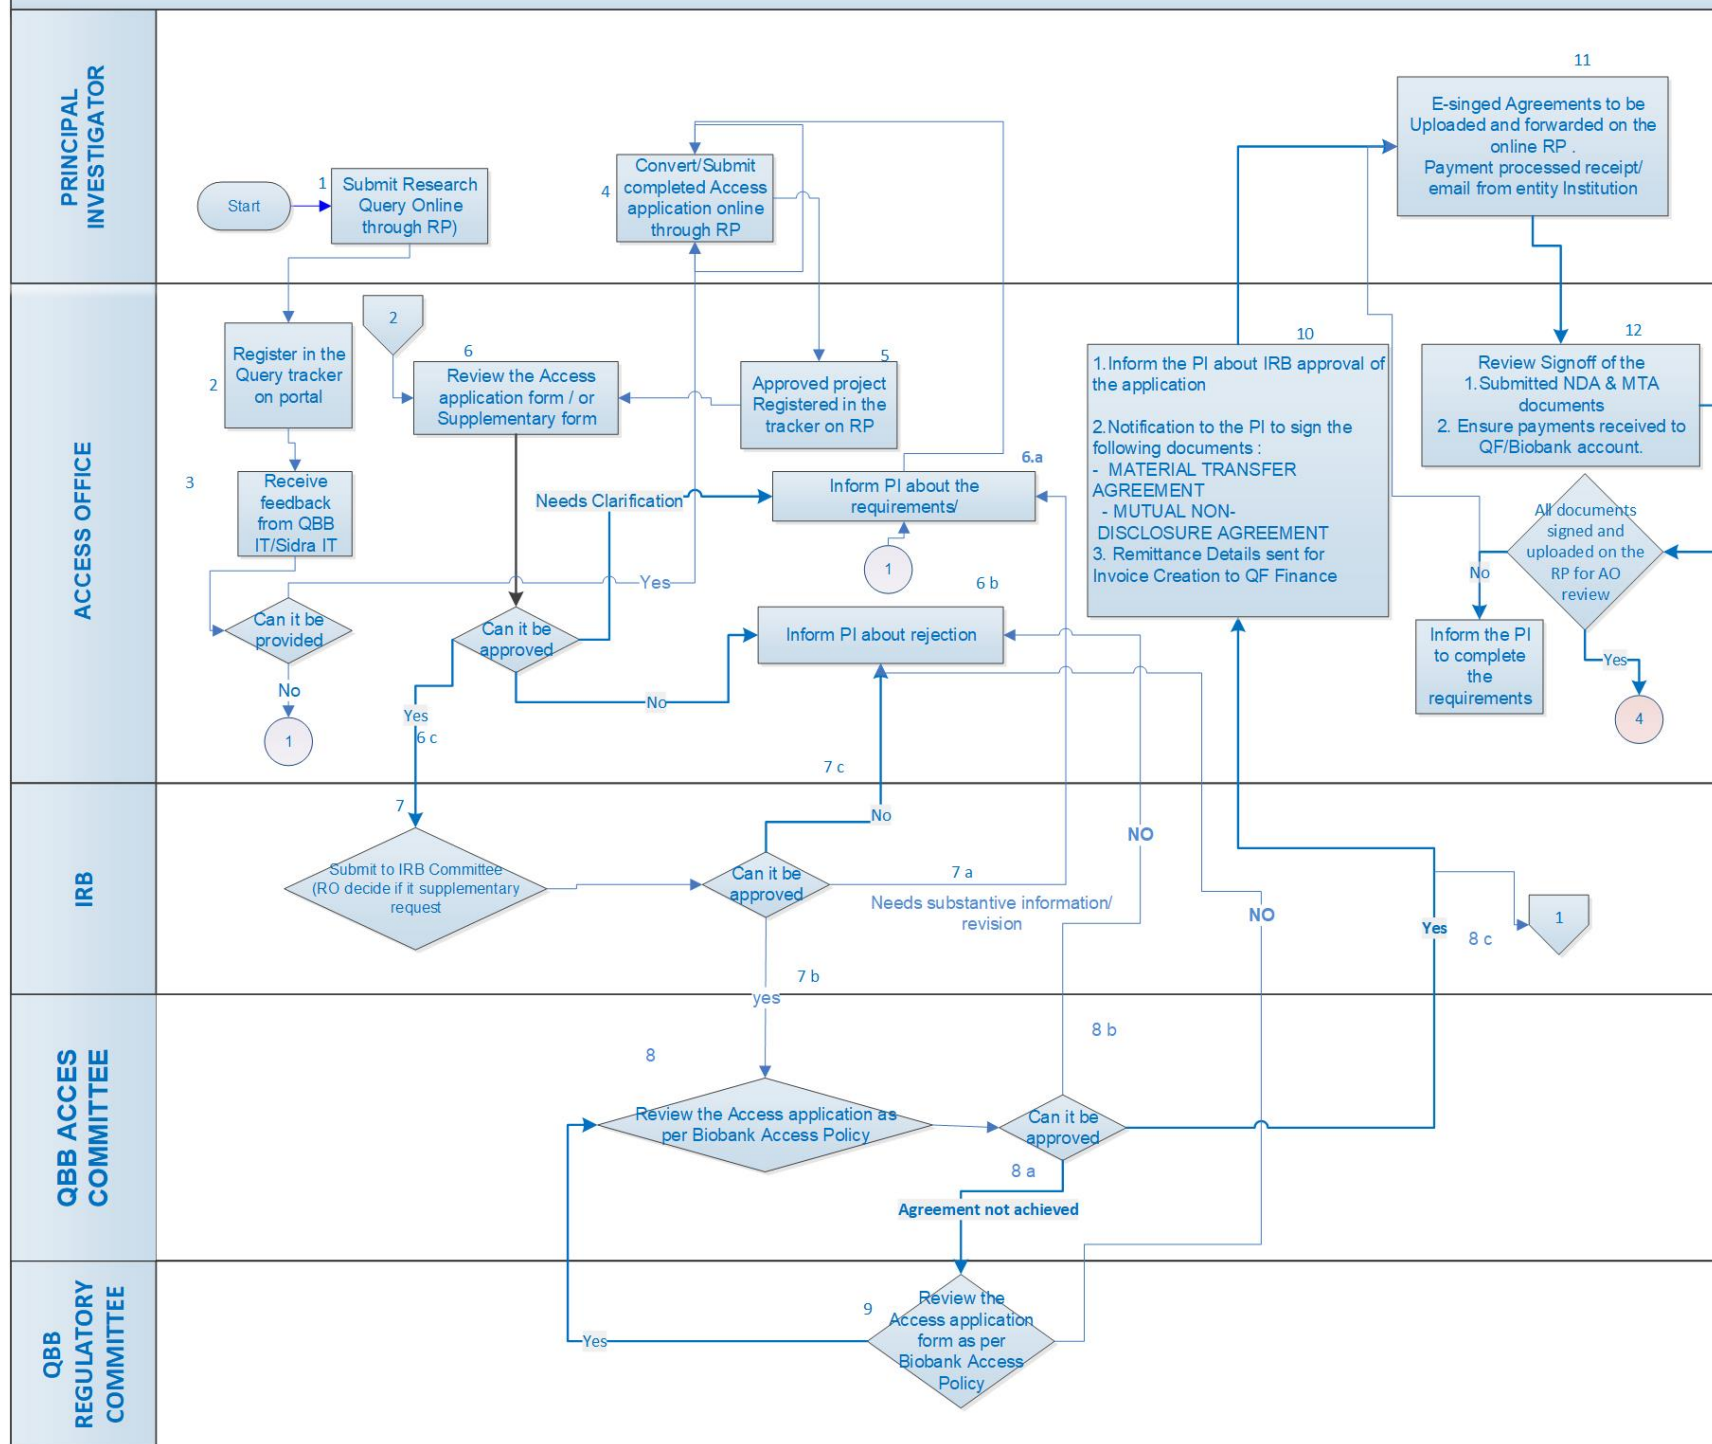 PRINCIPAL
INVESTIGATOR
Start
1
Submit Research
Query Online
through RP)
4
Convert/Submit
completed Access
application online
through RP
11
E-singed Agreements to be
Uploaded and forwarded on the
online RP .
Payment processed receipt/
email from entity Institution
ACCESS OFFICE
2
Register in the
Query tracker
on portal
2
6
Review the Access
application form / or
Supplementary form
5
Approved project
Registered in the
tracker on RP
3
Receive
feedback
from QBB
IT/Sidra IT
Can it be
provided
Yes
No
1
Needs Clarification
6.a
Inform PI about the
requirements/
1
6 b
Inform PI about rejection
Can it be
approved
No
Yes
6 c
10
1.Inform the PI about IRB approval of
the application
2.Notification to the PI to sign the
following documents :
- MATERIAL TRANSFER
AGREEMENT
- MUTUAL NON-
DISCLOSURE AGREEMENT
3. Remittance Details sent for
Invoice Creation to QF Finance
12
Review Signoff of the
1.Submitted NDA & MTA
documents
2. Ensure payments received to
QF/Biobank account.
All documents
signed and
uploaded on the
RP for AO
review
No
Inform the PI
to complete
the
requirements
Yes
4
IRB
7
Submit to IRB Committee
(RO decide if it supplementary
request
Can it be
approved
7 c
No
7 a
Needs substantive information/
revision
7 b
yes
NO
NO
Yes
8 c
1
QBB ACCES
COMMITTEE
8
Review the Access application as
per Biobank Access Policy
8 b
Can it be
approved
8 a
Agreement not achieved
QBB
REGULATORY
COMMITTEE
9
Review the
Access application
form as per
Biobank Access
Policy
Yes